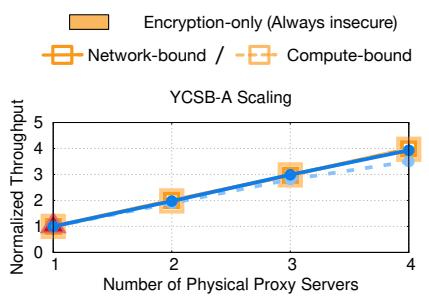 Encryption-only (Always insecure)
Network-bound / Compute-bound
YCSB-A Scaling
Normalized Throughput
5
4
3
2
1
0
1 2 3 4
Number of Physical Proxy Servers